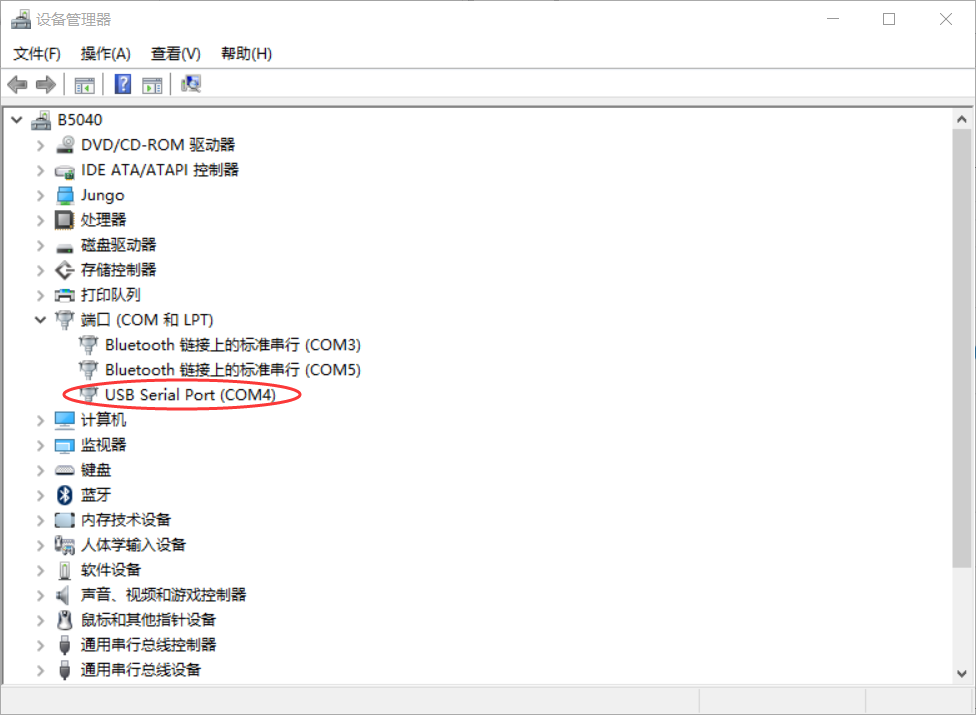 设备管理器
文件(F) 操作(A) 查看(V) 帮助(H)
B5040
DVD/CD-ROM 驱动器
IDE ATA/ATAPI 控制器
Jungo
处理器
磁盘驱动器
存储控制器
打印队列
端口 (COM 和 LPT)
Bluetooth 链接上的标准串行 (COM3)
Bluetooth 链接上的标准串行 (COM5)
USB Serial Port (COM4)
计算机
监视器
键盘
蓝牙
内存技术设备
人体学输入设备
软件设备
声音、视频和游戏控制器
鼠标和其他指针设备
通用串行总线控制器
通用串行总线设备